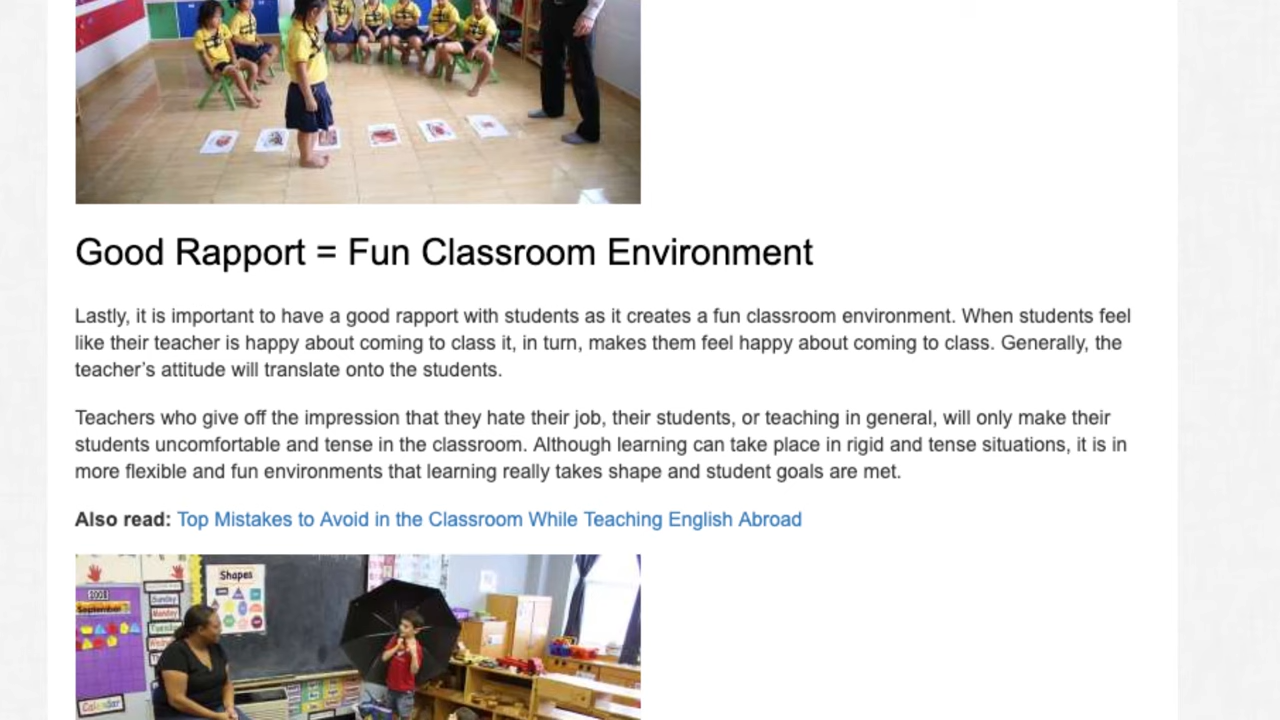 Good Rapport = Fun Classroom Environment
Lastly, it is important to have a good rapport with students as it creates a fun classroom environment. When students feel
like their teacher is happy about coming to class it, in turn, makes them feel happy about coming to class. Generally, the
teacher’s attitude will translate onto the students.
Teachers who give off the impression that they hate their job, their students, or teaching in general, will only make their
students uncomfortable and tense in the classroom. Although learning can take place in rigid and tense situations, it is in
more flexible and fun environments that learning really takes shape and student goals are met.
Also read: Top Mistakes to Avoid in the Classroom While Teaching English Abroad
Shapes
September
Sunday
Monday
Calendar